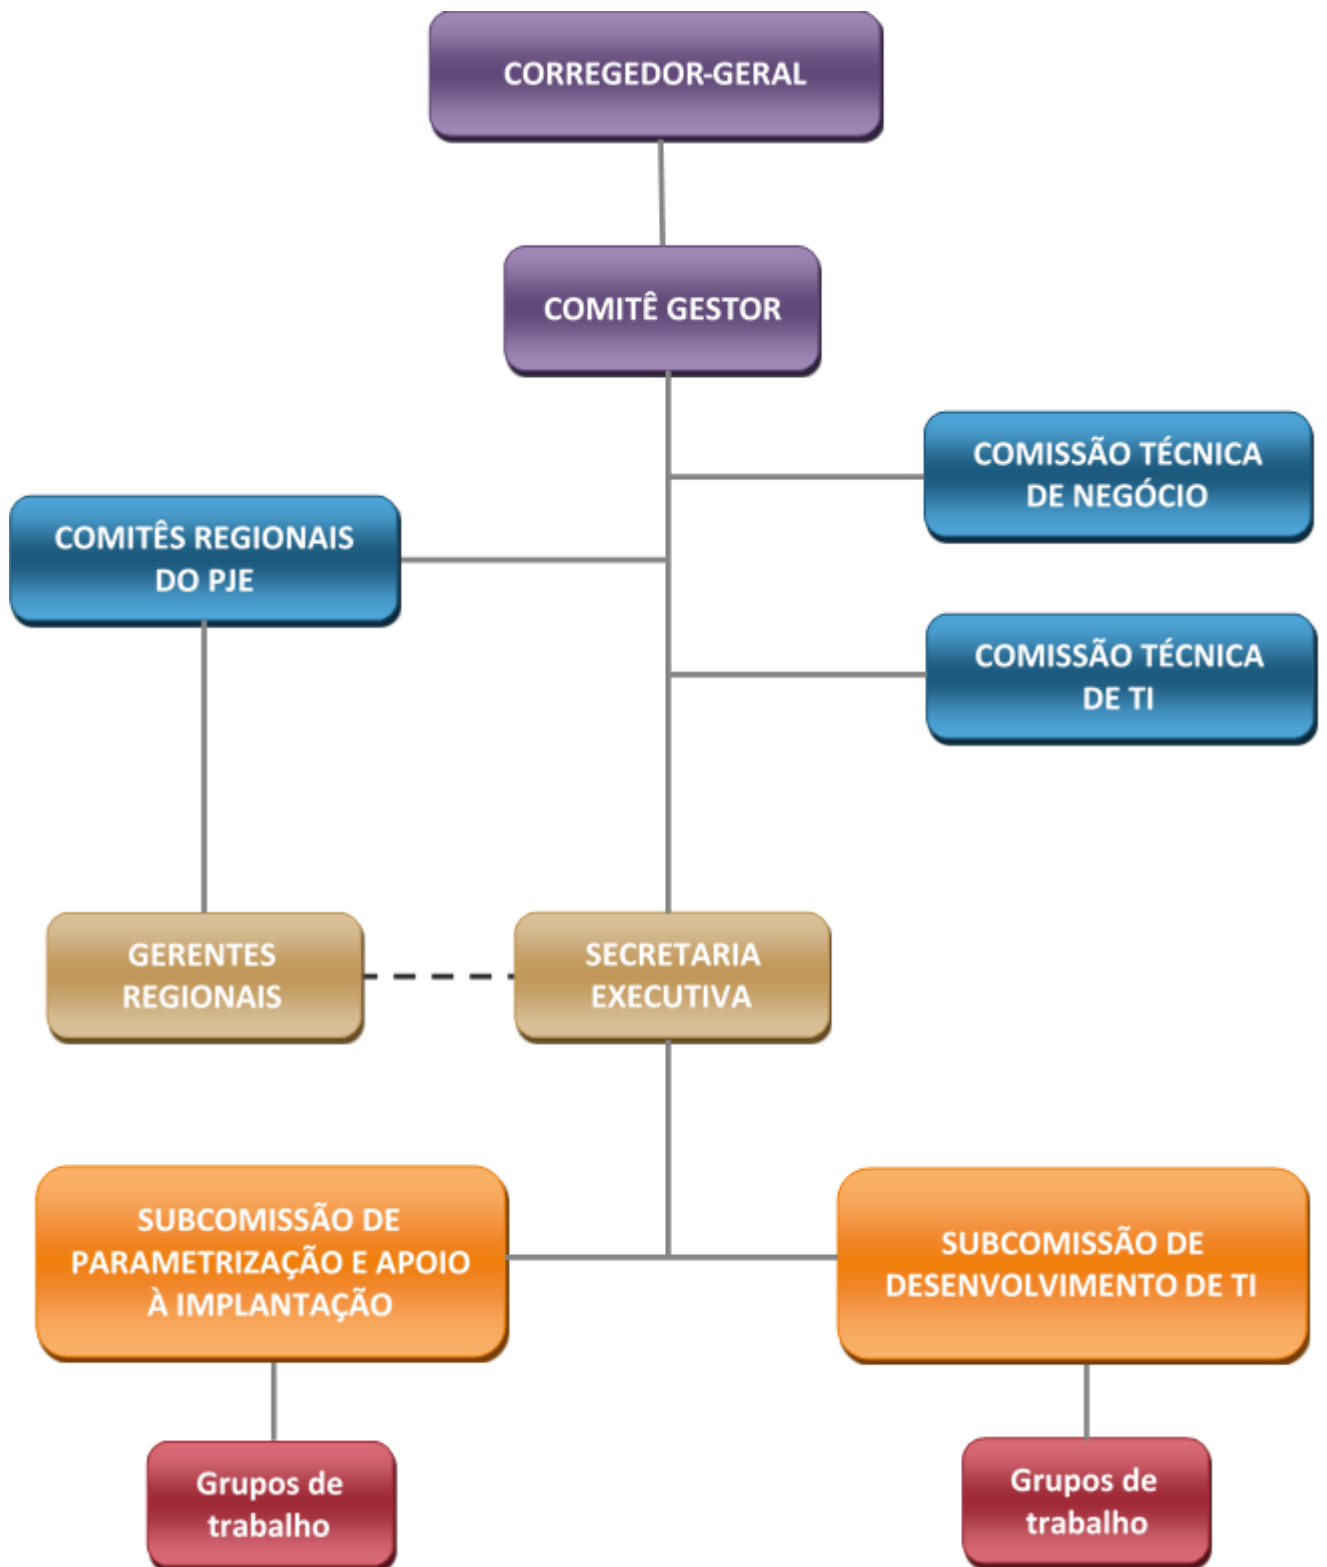 CORREGEDOR-GERAL
COMITÊ GESTOR
COMISSÃO TÉCNICA
DE NEGÓCIO
COMITÊS REGIONAIS
DO PJE
COMISSÃO TÉCNICA
DE TI
GERENTES
REGIONAIS
SECRETARIA
EXECUTIVA
SUBCOMISSÃO DE
PARAMETRIZAÇÃO E APOIO
À IMPLANTAÇÃO
SUBCOMISSÃO DE
DESENVOLVIMENTO DE TI
Grupos de
trabalho
Grupos de
trabalho